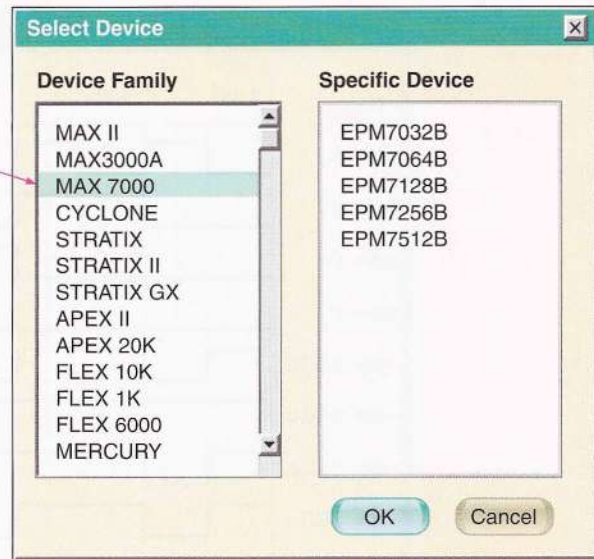 Select Device
Device Family
MAX II
MAX3000A
MAX 7000
CYCLONE
STRATIX
STRATIX II
STRATIX GX
APEX II
APEX 20K
FLEX 10K
FLEX 1K
FLEX 6000
MERCURY
Specific Device
EPM7032B
EPM7064B
EPM7128B
EPM7256B
EPM7512B
OK
Cancel